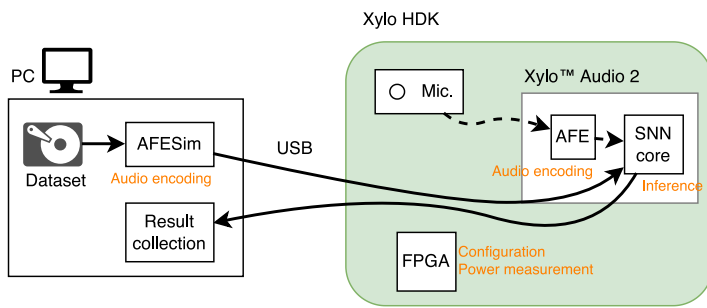 Xylo HDK
PC
Xylo™ Audio 2
Mic.
USB
AFESim
AFE
SNN
core
Dataset
Audio encoding
Audio encoding
Inference
Result
collection
FPGA
Configuration
Power measurement